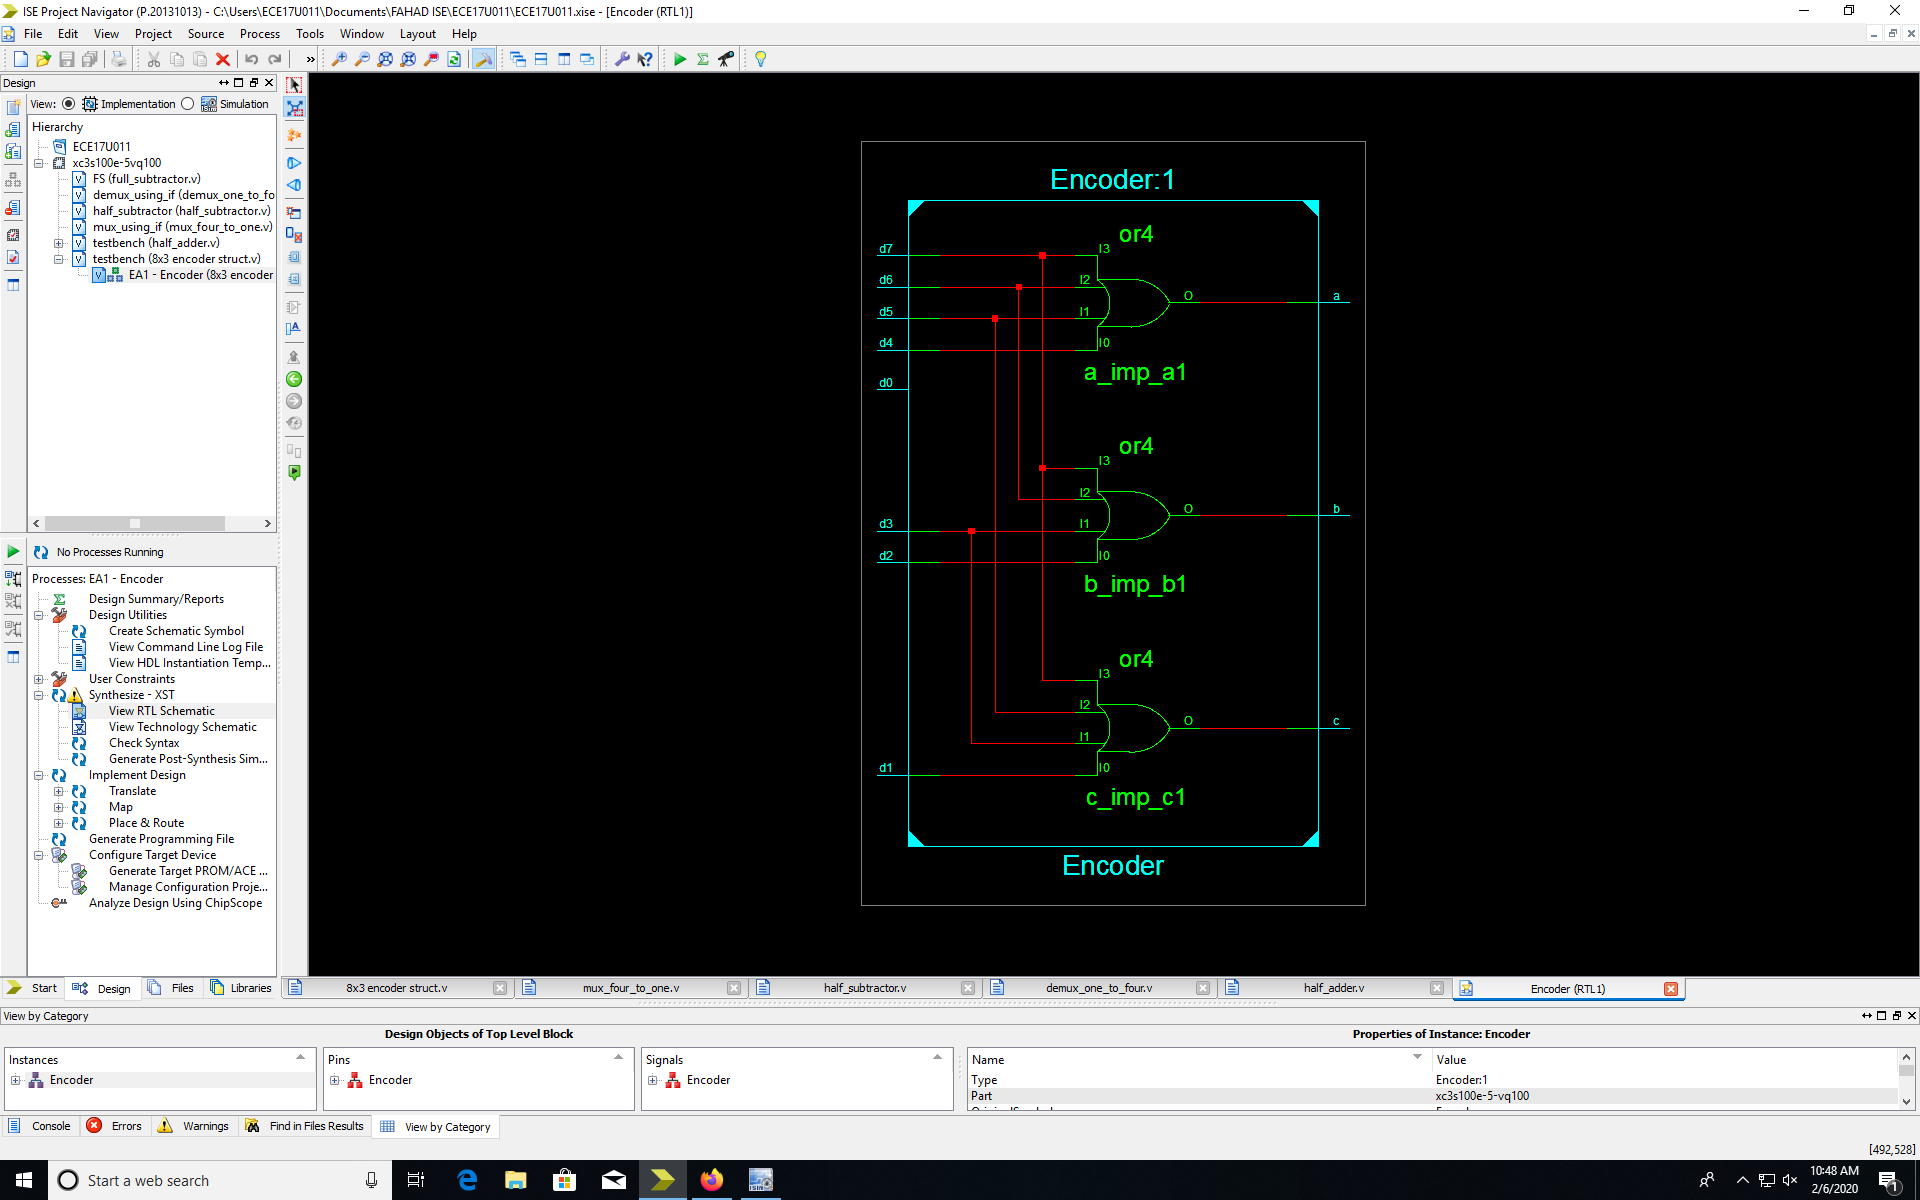 ISE Project Navigator (P.20131013) - C:\Users\ECE17U011\Documents\FAHAD ISE\ECE17U011\ECE17U011.xise - [Encoder (RTL1)]
File Edit View Project Source Process Tools Window Layout Help
Design
View: Implementation Simulation
Hierarchy
ECE17U011
xc3s100e-5vq100
FS (full_subtractor.v)
demux_using_if (demux_one_to_fo
half_subtractor (half_subtractor.v)
mux_using_if (mux_four_to_one.v)
testbench (half_adder.v)
testbench (8x3 encoder struct.v)
EA1 - Encoder (8x3 encoder
No Processes Running
Processes: EA1 - Encoder
Design Summary/Reports
Design Utilities
Create Schematic Symbol
View Command Line Log File
View HDL Instantiation Temp...
User Constraints
Synthesize - XST
View RTL Schematic
View Technology Schematic
Check Syntax
Generate Post-Synthesis Sim...
Implement Design
Translate
Map
Place & Route
Generate Programming File
Configure Target Device
Generate Target PROM/ACE ...
Manage Configuration Proje...
Analyze Design Using ChipScope
Start Design Files Libraries
Encoder:1
or4
d7 I3
d6 I2
d5 I1 O a
d4 I0
a_imp_a1
d0
or4
I3
I2
d3 I1 O b
d2 I0
b_imp_b1
or4
I3
I2
I1 O c
d1 I0
c_imp_c1
Encoder
8x3 encoder struct.v mux_four_to_one.v half_subtractor.v demux_one_to_four.v half_adder.v Encoder (RTL1)
View by Category
Design Objects of Top Level Block
Properties of Instance: Encoder
Instances Pins Signals
Encoder Encoder Encoder
Name Value
Type Encoder:1
Part xc3s100e-5-vq100
Console Errors Warnings Find in Files Results View by Category
[492,528]
Start a web search
10:48 AM
2/6/2020
1